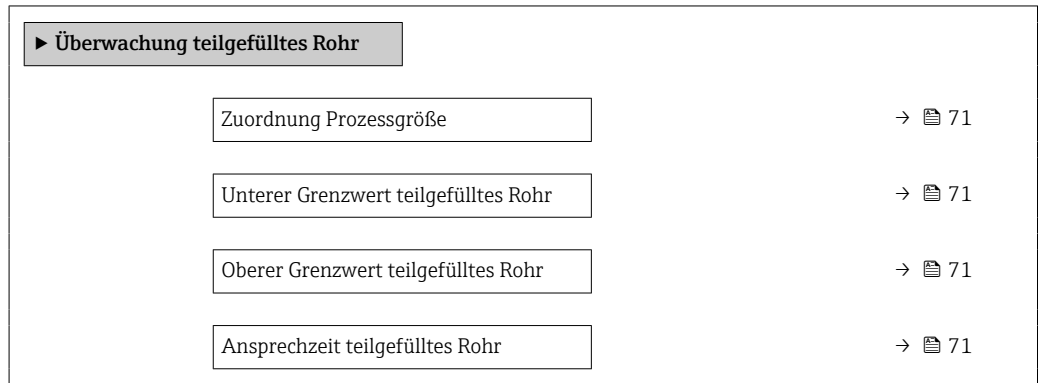 ▶ Überwachung teilgefülltes Rohr
Zuordnung Prozessgröße → 71
Unterer Grenzwert teilgefülltes Rohr → 71
Oberer Grenzwert teilgefülltes Rohr → 71
Ansprechzeit teilgefülltes Rohr → 71